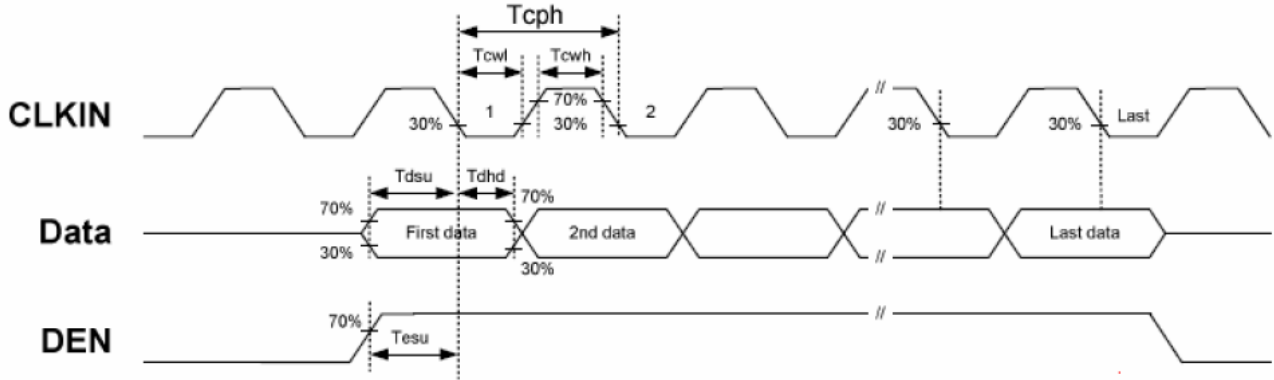 Tcph
Tcwl Tcwh
CLKIN 30% 1 70% 30% 2 // 30% 30% Last
Tdsu Tdhd
70% 70%
Data First data 2nd data // Last data
30% 30%
70% //
DEN Tesu